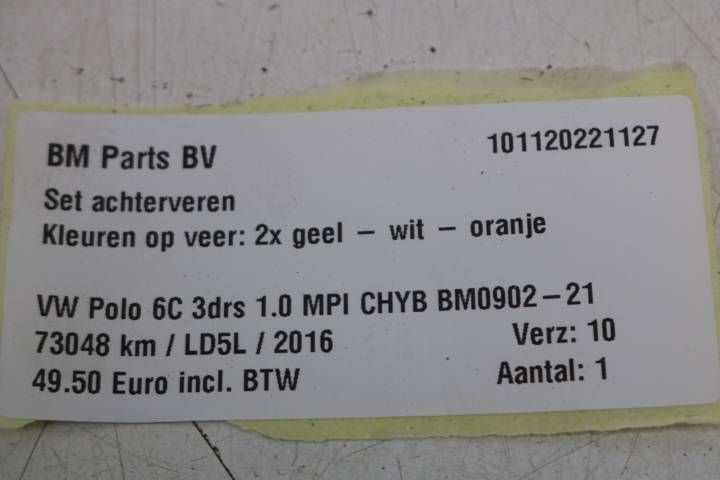 BM Parts BV 101120221127
Set achterveren
Kleuren op veer: 2x geel – wit – oranje
VW Polo 6C 3drs 1.0 MPI CHYB BM0902–21
73048 km / LD5L / 2016 Verz: 10
49.50 Euro incl. BTW Aantal: 1